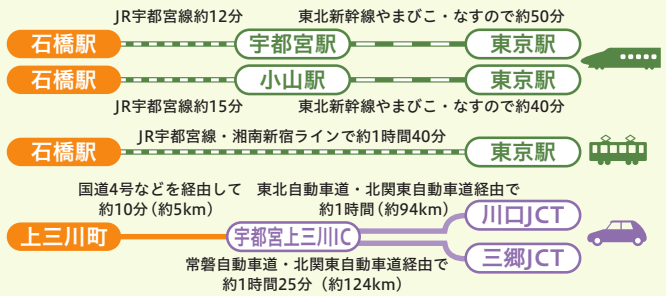 JR宇都宮線約12分
東北新幹線やまびこ・なすので約50分
石橋駅
宇都宮駅
東京駅
石橋駅
小山駅
東京駅
JR宇都宮線約15分
東北新幹線やまびこ・なすので約40分
JR宇都宮線・湘南新宿ラインで約1時間40分
石橋駅
東京駅
国道4号などを経由して
約10分(約5km)
東北自動車道・北関東自動車道経由で
約1時間(約94km)
川口JCT
上三川町
宇都宮上三川IC
三郷JCT
常磐自動車道・北関東自動車道経由で
約1時間25分(約124km)